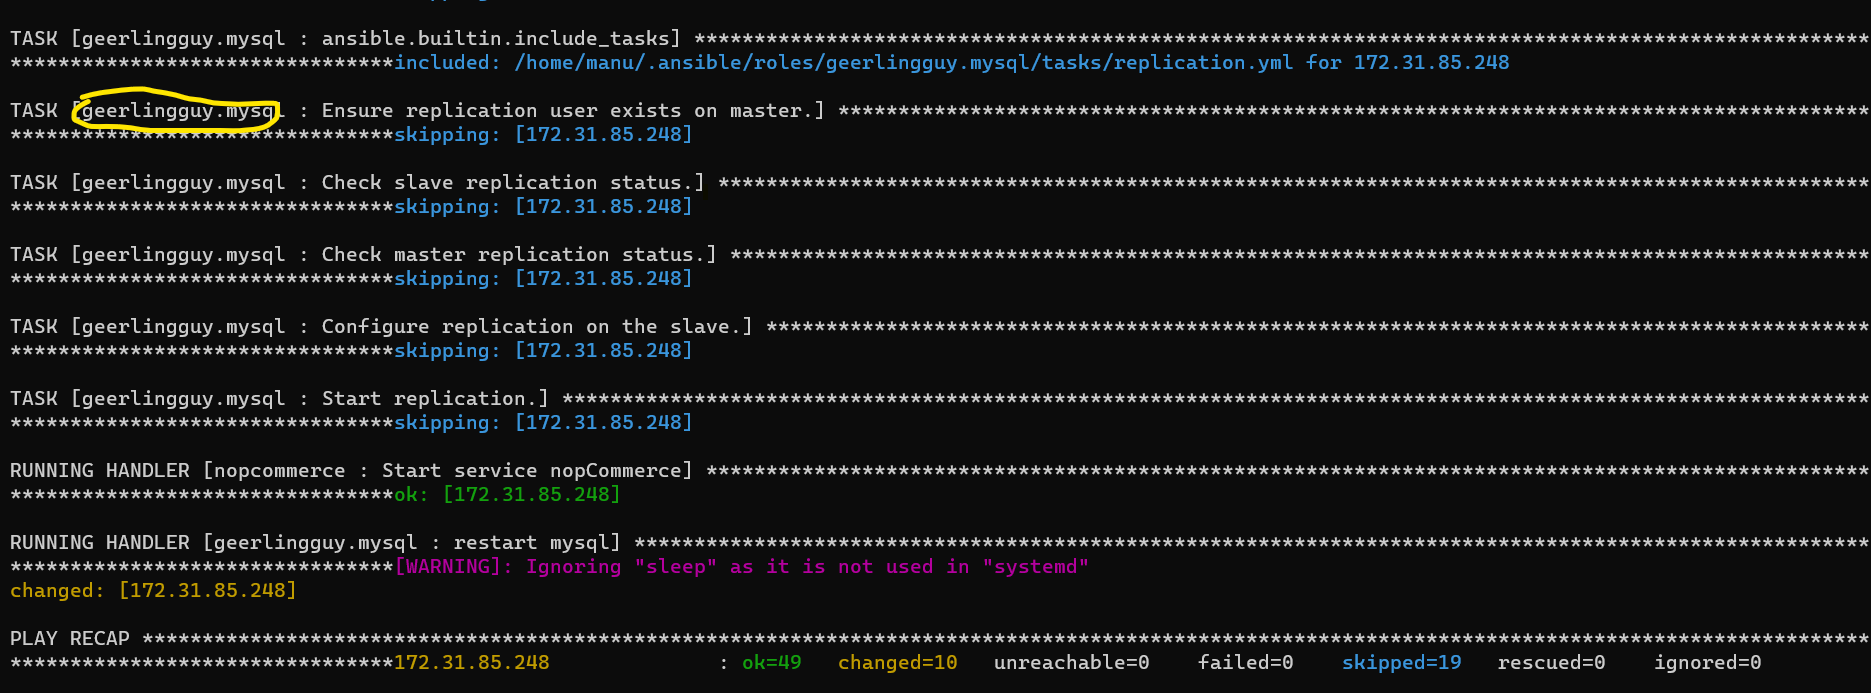 TASK [geerlingguy.mysql : ansible.builtin.include_tasks] **************************************************************************************************
********************************included: /home/manu/.ansible/roles/geerlingguy.mysql/tasks/replication.yml for 172.31.85.248
TASK [geerlingguy.mysql : Ensure replication user exists on master.] **************************************************************************************
********************************skipping: [172.31.85.248]
TASK [geerlingguy.mysql : Check slave replication status.] ************************************************************************************************
********************************skipping: [172.31.85.248]
TASK [geerlingguy.mysql : Check master replication status.] ***********************************************************************************************
********************************skipping: [172.31.85.248]
TASK [geerlingguy.mysql : Configure replication on the slave.] ********************************************************************************************
********************************skipping: [172.31.85.248]
TASK [geerlingguy.mysql : Start replication.] *************************************************************************************************************
********************************skipping: [172.31.85.248]
RUNNING HANDLER [nopcommerce : Start service nopCommerce] *************************************************************************************************
********************************ok: [172.31.85.248]
RUNNING HANDLER [geerlingguy.mysql : restart mysql] *******************************************************************************************************
********************************[WARNING]: Ignoring "sleep" as it is not used in "systemd"
changed: [172.31.85.248]
PLAY RECAP ************************************************************************************************************************************************
********************************172.31.85.248              : ok=49   changed=10   unreachable=0    failed=0    skipped=19   rescued=0    ignored=0